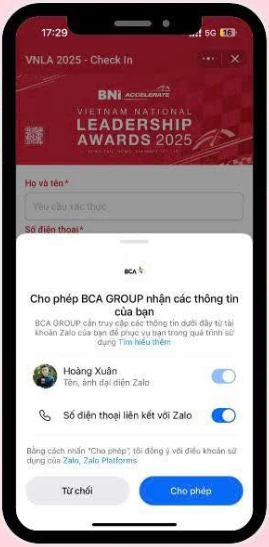 17:29
5G 16
VNLA 2025 - Check In
BNI ACCELERATE
VIETNAM NATIONAL
LEADERSHIP
AWARDS 2025
Họ và tên*
Yêu cầu xác thực
Số điện thoại*
BCA
Cho phép BCA GROUP nhận các thông tin
của bạn
BCA GROUP cần truy cập các thông tin dưới đây từ tài
khoản Zalo của bạn để phục vụ bạn trong quá trình sử
dụng Tìm hiểu thêm
Hoàng Xuân
Tên, ảnh đại diện Zalo
Số điện thoại liên kết với Zalo
Bằng cách nhấn "Cho phép", tôi đồng ý với điều khoản sử
dụng của Zalo, Zalo Platforms
Từ chối
Cho phép